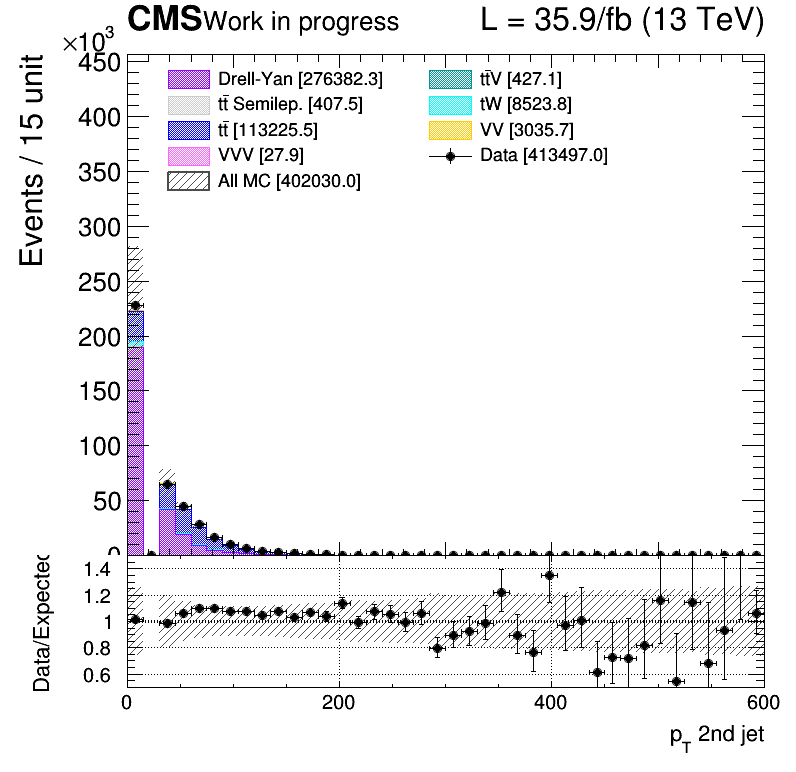 CMS Work in progress L = 35.9/fb (13 TeV)
×10³
Events / 15 unit
450
400
350
300
250
200
150
100
50
0
Drell-Yan [276382.3]
tt̄ Semilep. [407.5]
tt̄ [113225.5]
VVV [27.9]
All MC [402030.0]
tt̄V [427.1]
tW [8523.8]
VV [3035.7]
Data [413497.0]
Data/Expected
1.4
1.2
1
0.8
0.6
0 200 400 600
p_T 2nd jet